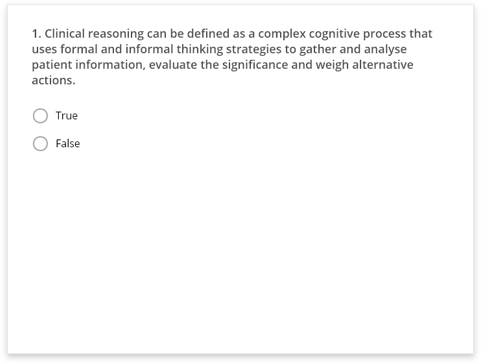 1. Clinical reasoning can be defined as a complex cognitive process that
uses formal and informal thinking strategies to gather and analyse
patient information, evaluate the significance and weigh alternative
actions.
True
False